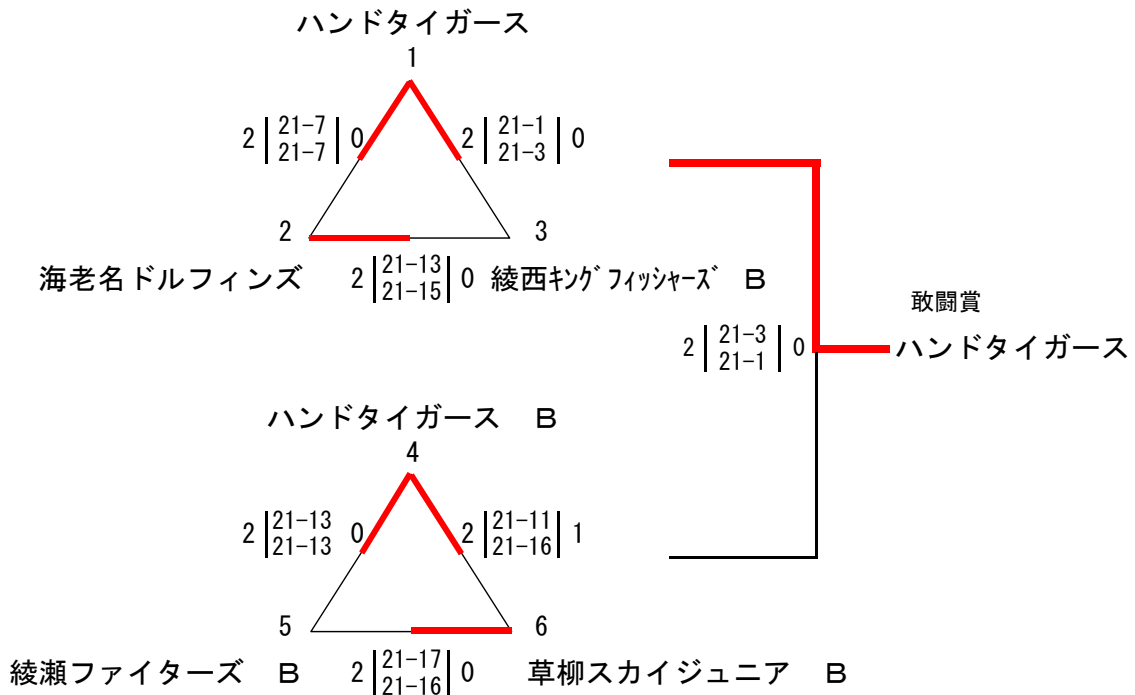 ハンドタイガース
1
2 21-7 0
21-7
2 21-1 0
21-3
2
3
海老名ドルフィンズ
2 21-13 0
21-15
綾西ｷﾝｸﾞﾌｨｯｼｬｰｽﾞ B
敢闘賞
2 21-3 0
21-1
ハンドタイガース
ハンドタイガース B
4
2 21-13 0
21-13
2 21-11 1
21-16
5
6
綾瀬ファイターズ B
2 21-17 0
21-16
草柳スカイジュニア B